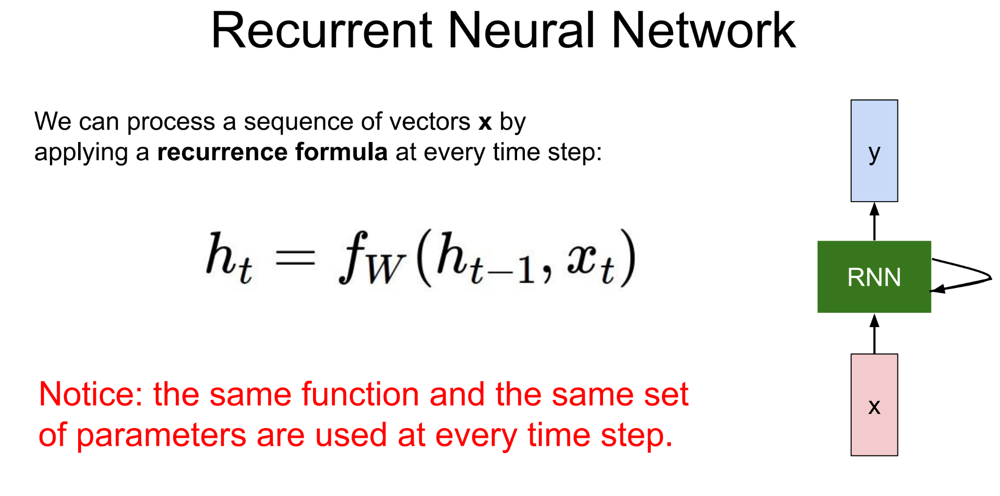 Recurrent Neural Network
We can process a sequence of vectors x by
applying a recurrence formula at every time step:
h_t = f_W(h_{t-1}, x_t)
Notice: the same function and the same set
of parameters are used at every time step.
y
RNN
x